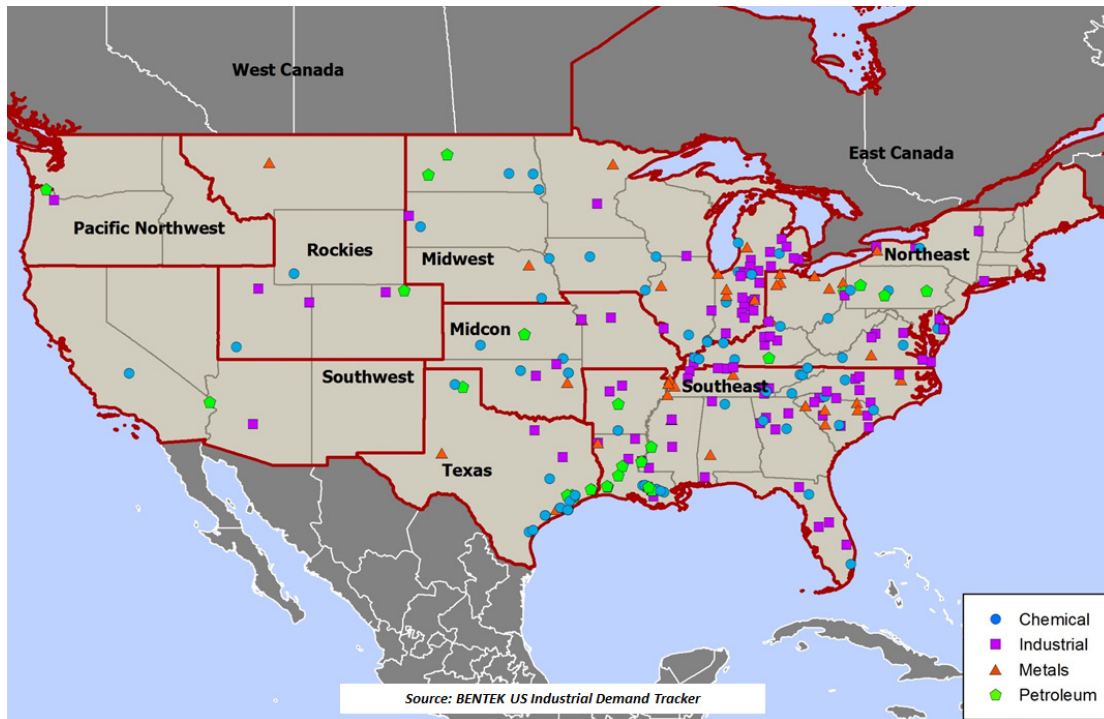 West Canada
East Canada
Pacific Northwest
Rockies
Midwest
Northeast
Midcon
Southwest
Southeast
Texas
Chemical
Industrial
Metals
Petroleum
Source: BENTEK US Industrial Demand Tracker